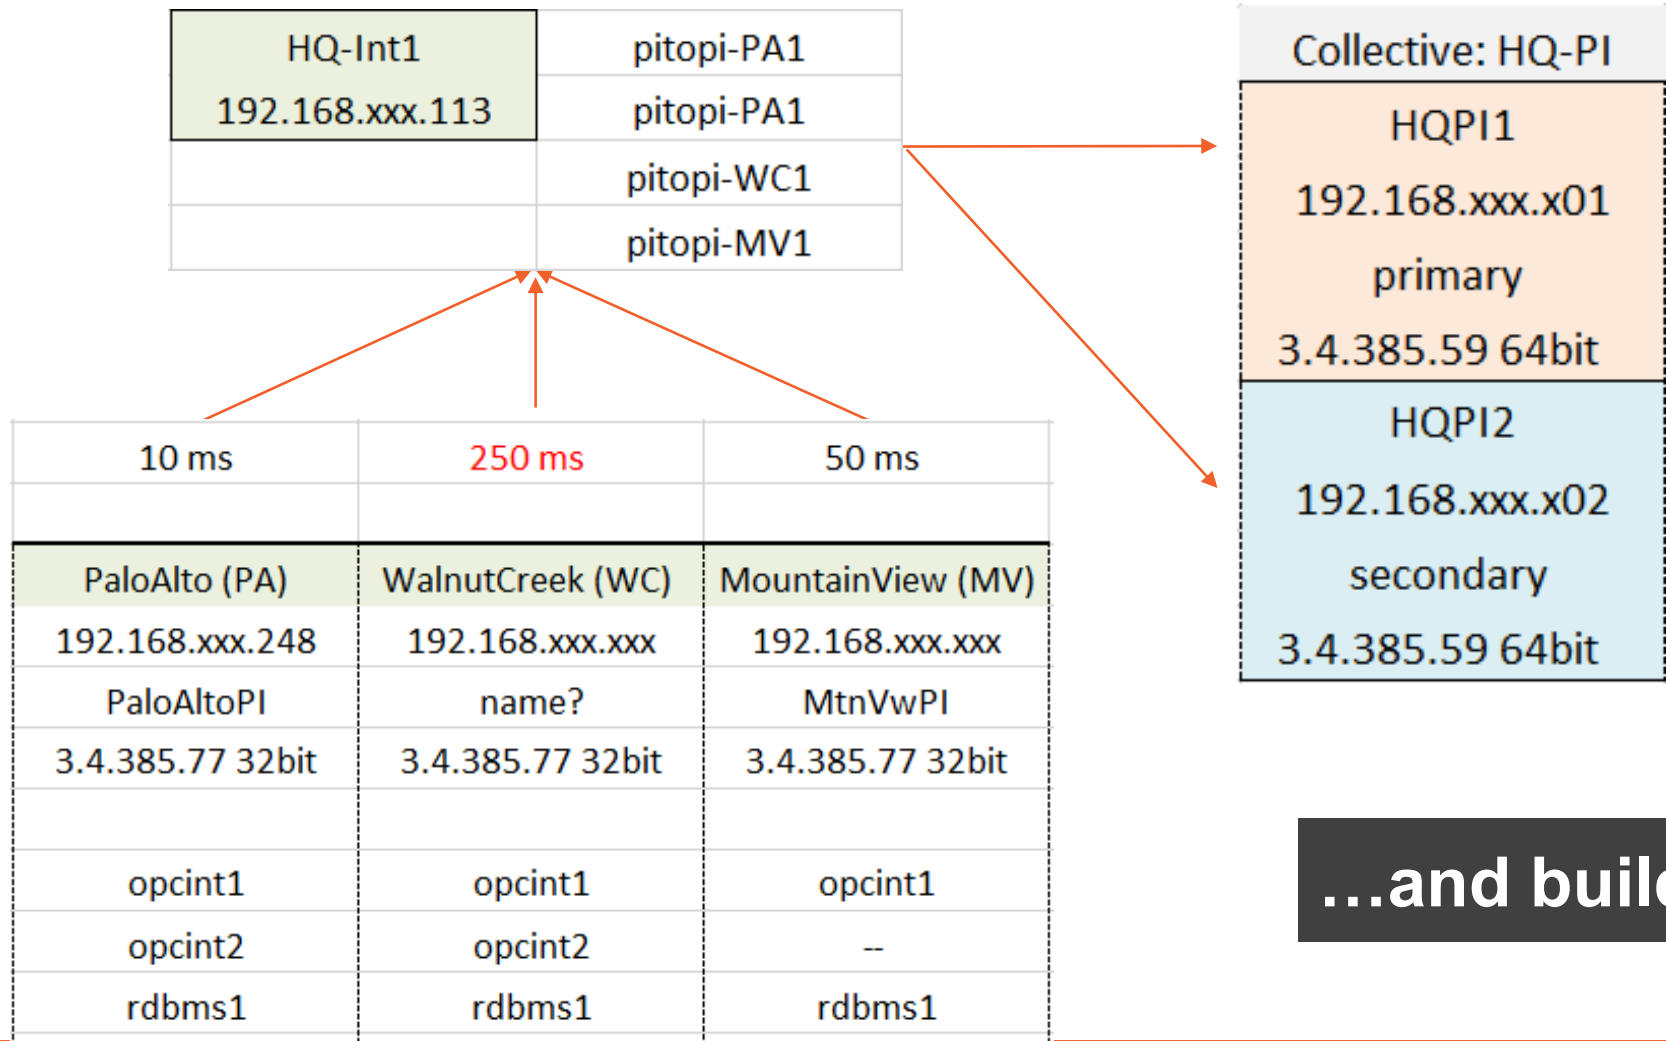 HQ-Int1 pitopi-PA1
192.168.xxx.113 pitopi-PA1
pitopi-WC1
pitopi-MV1
Collective: HQ-PI
HQPI1
192.168.xxx.x01
primary
3.4.385.59 64bit
HQPI2
192.168.xxx.x02
secondary
3.4.385.59 64bit
10 ms 250 ms 50 ms
PaloAlto (PA) WalnutCreek (WC) MountainView (MV)
192.168.xxx.248 192.168.xxx.xxx 192.168.xxx.xxx
PaloAltoPI name? MtnVwPI
3.4.385.77 32bit 3.4.385.77 32bit 3.4.385.77 32bit
opcint1 opcint1 opcint1
opcint2 opcint2 --
rdbms1 rdbms1 rdbms1
...and